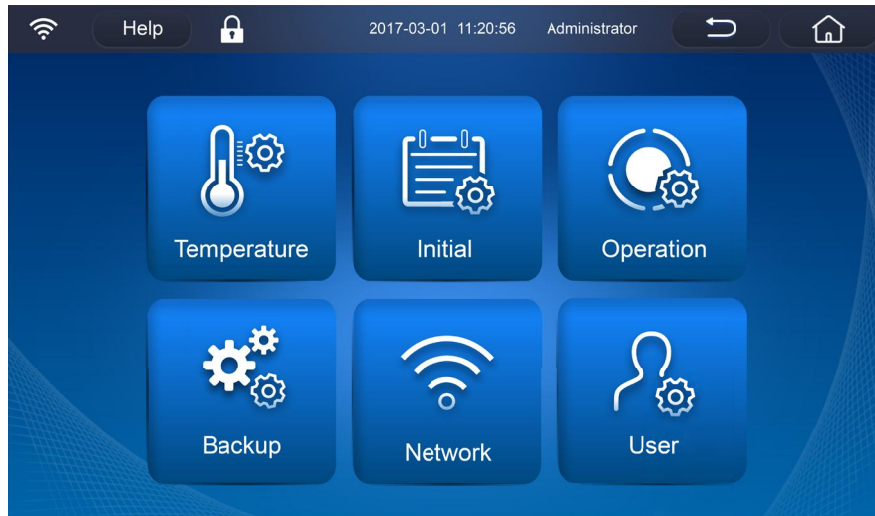 Help 2017-03-01 11:20:56 Administrator
Temperature Initial Operation
Backup Network User